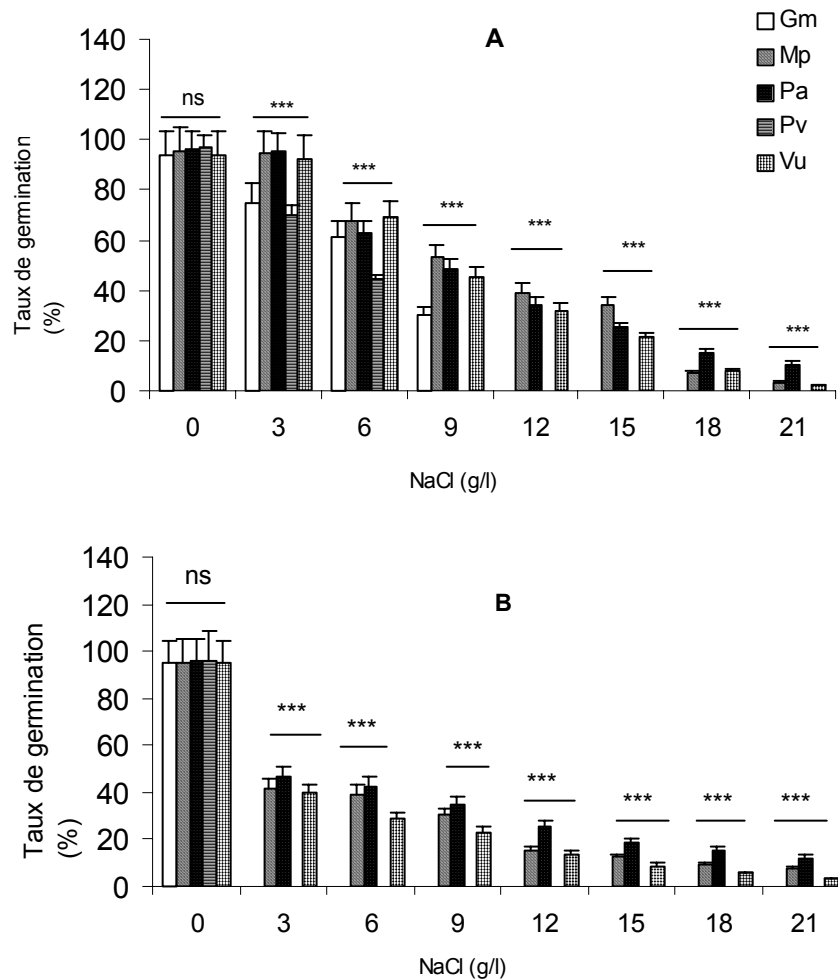 A
Gm
Mp
Pa
Pv
Vu
Taux de germination
(%)
140
120
100
80
60
40
20
0
ns
***
***
***
***
***
***
***
0 3 6 9 12 15 18 21
NaCl (g/l)
B
Taux de germination
(%)
140
120
100
80
60
40
20
0
ns
***
***
***
***
***
***
***
0 3 6 9 12 15 18 21
NaCl (g/l)